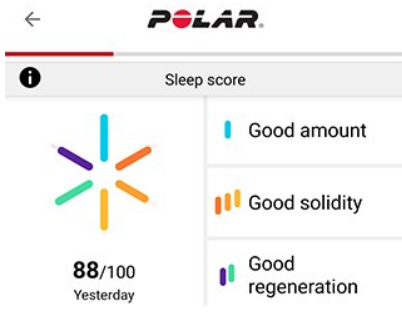 POLAR.
Sleep score
Good amount
Good solidity
Good
regeneration
88/100
Yesterday